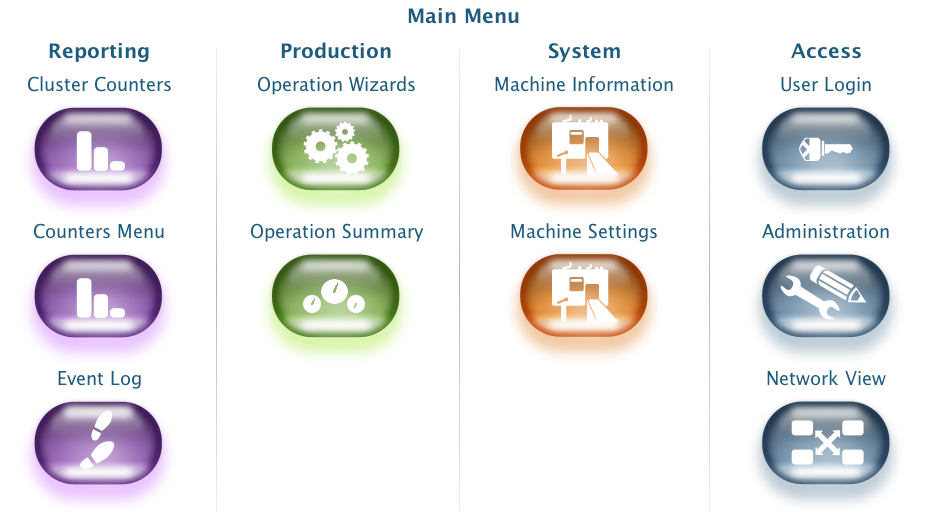 Main Menu
Reporting
Production
System
Access
Cluster Counters
Operation Wizards
Machine Information
User Login
Counters Menu
Operation Summary
Machine Settings
Administration
Event Log
Network View